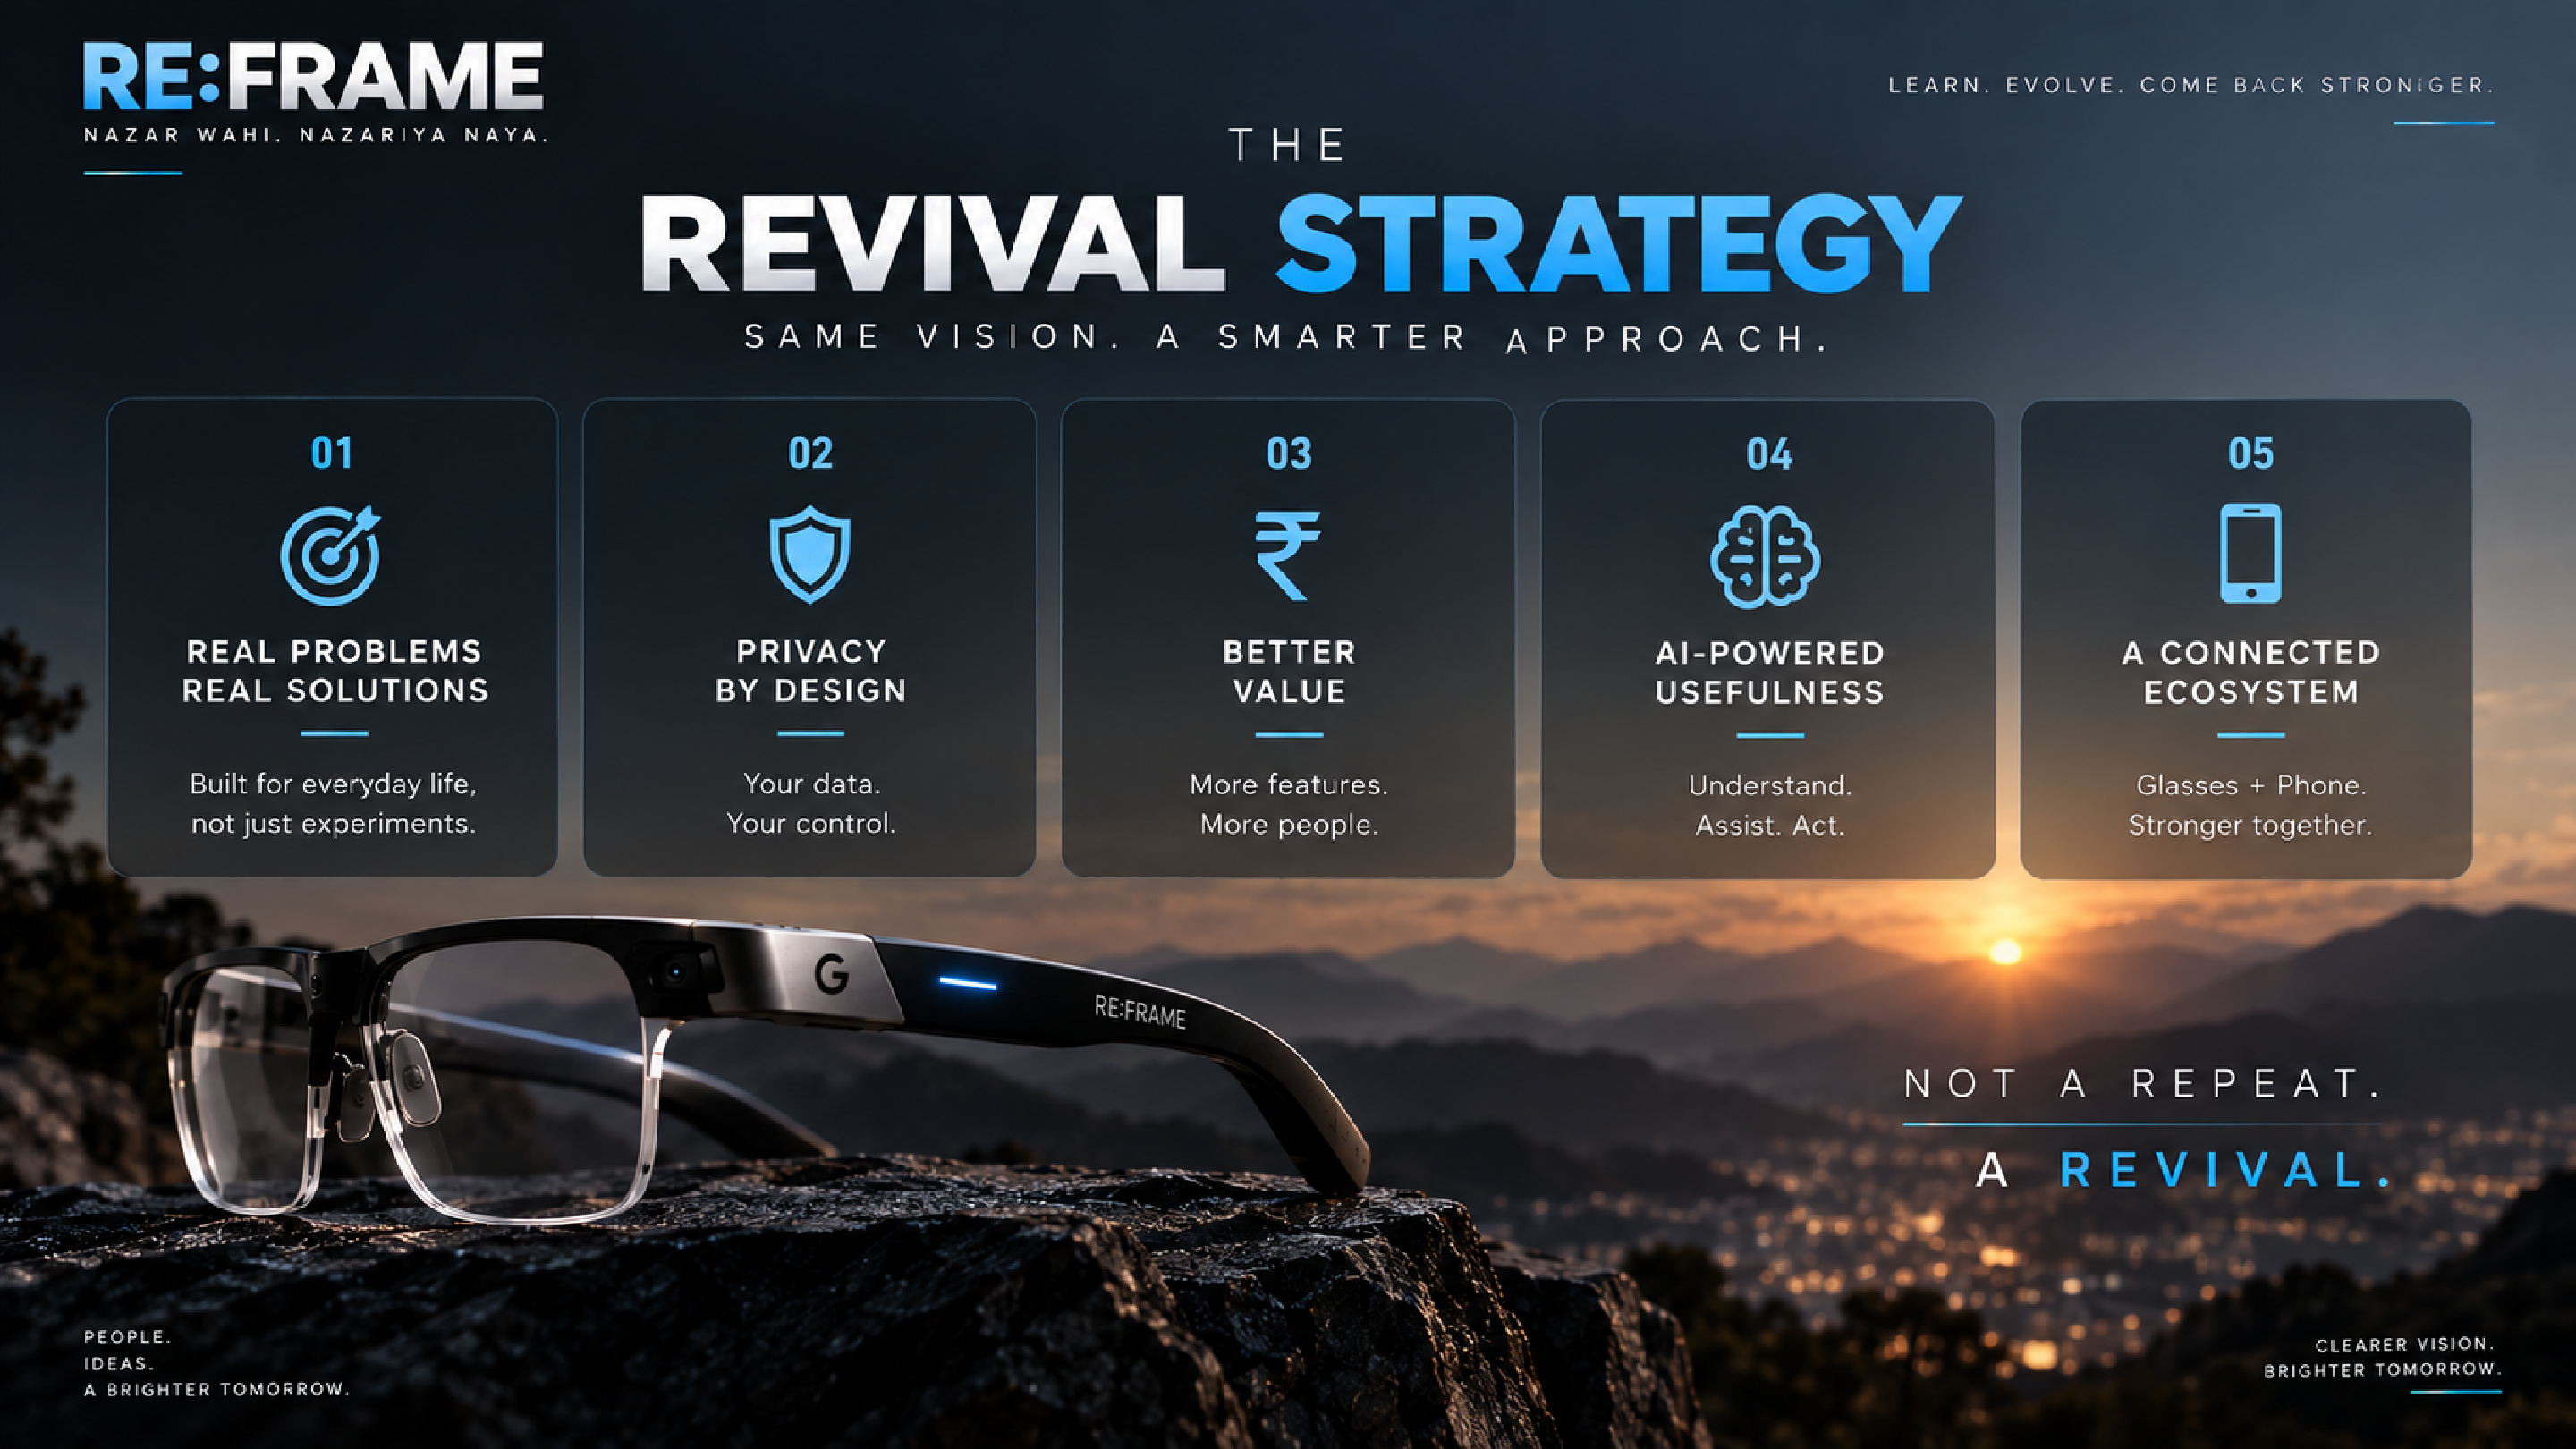 RE:FRAME
NAZAR WAHI. NAZARIYA NAYA.
LEARN. EVOLVE. COME BACK STRONIGER.
THE
REVIVAL STRATEGY
SAME VISION. A SMARTER APPROACH.
01
REAL PROBLEMS
REAL SOLUTIONS
Built for everyday life,
not just experiments.
02
PRIVACY
BY DESIGN
Your data.
Your control.
03
₹
BETTER
VALUE
More features.
More people.
04
AI-POWERED
USEFULNESS
Understand.
Assist. Act.
05
A CONNECTED
ECOSYSTEM
Glasses + Phone.
Stronger together.
G
RE:FRAME
NOT A REPEAT.
A REVIVAL.
PEOPLE.
IDEAS.
A BRIGHTER TOMORROW.
CLEARER VISION.
BRIGHTER TOMORROW.